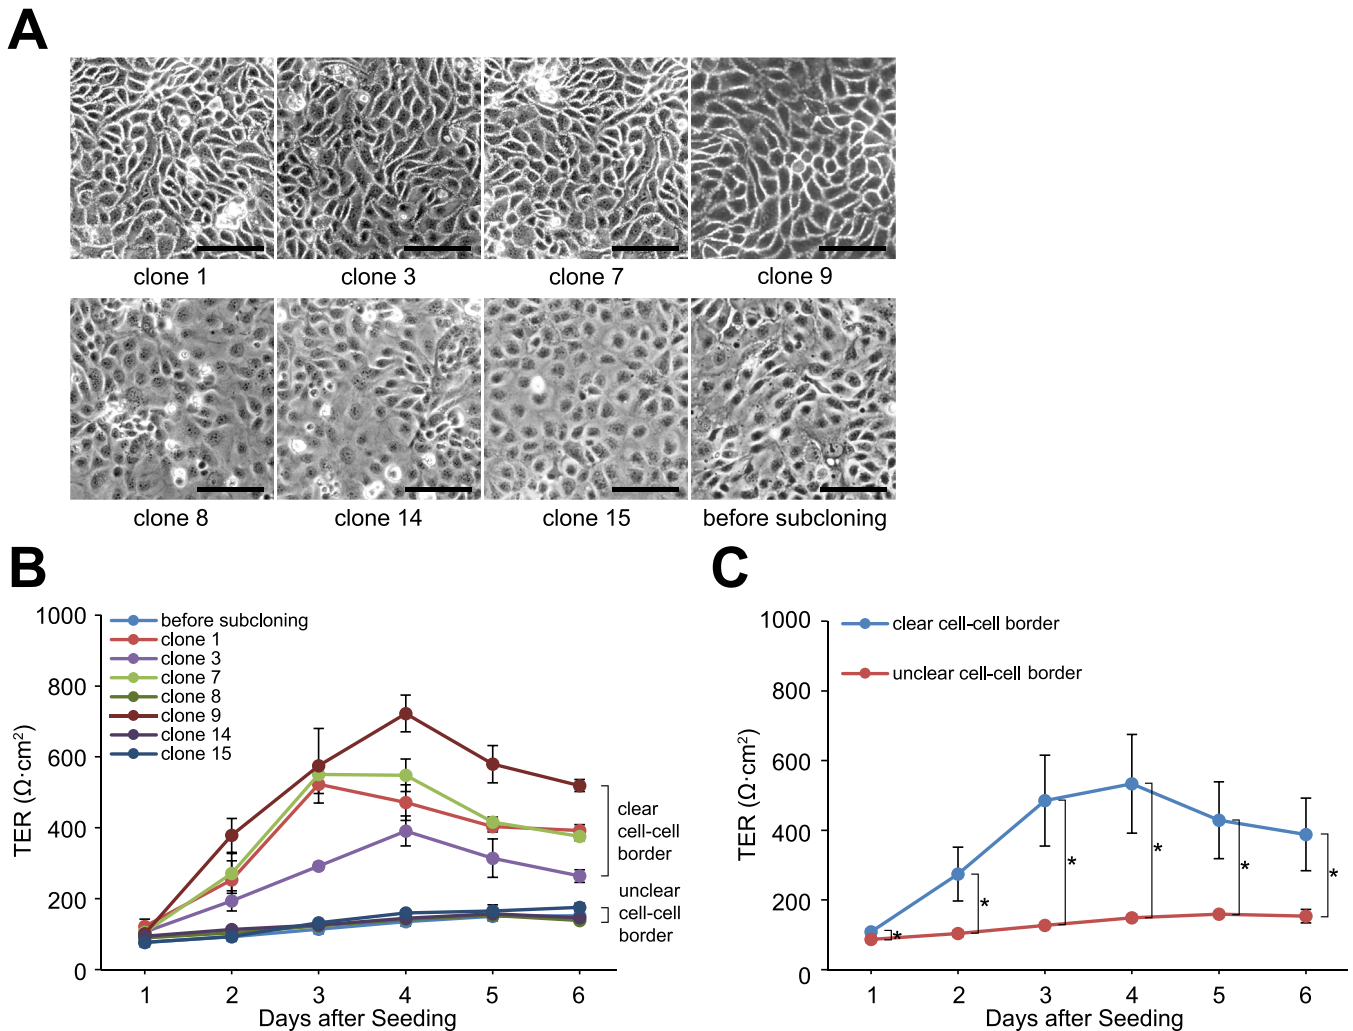 A
clone 1
clone 3
clone 7
clone 9
clone 8
clone 14
clone 15
before subcloning
B
1000
800
600
400
200
0
TER (Ω·cm²)
before subcloning
clone 1
clone 3
clone 7
clone 8
clone 9
clone 14
clone 15
clear
cell-cell
border
unclear
cell-cell
border
1 2 3 4 5 6
Days after Seeding
C
1000
800
600
400
200
0
TER (Ω·cm²)
clear cell-cell border
unclear cell-cell border
* * * * * *
1 2 3 4 5 6
Days after Seeding